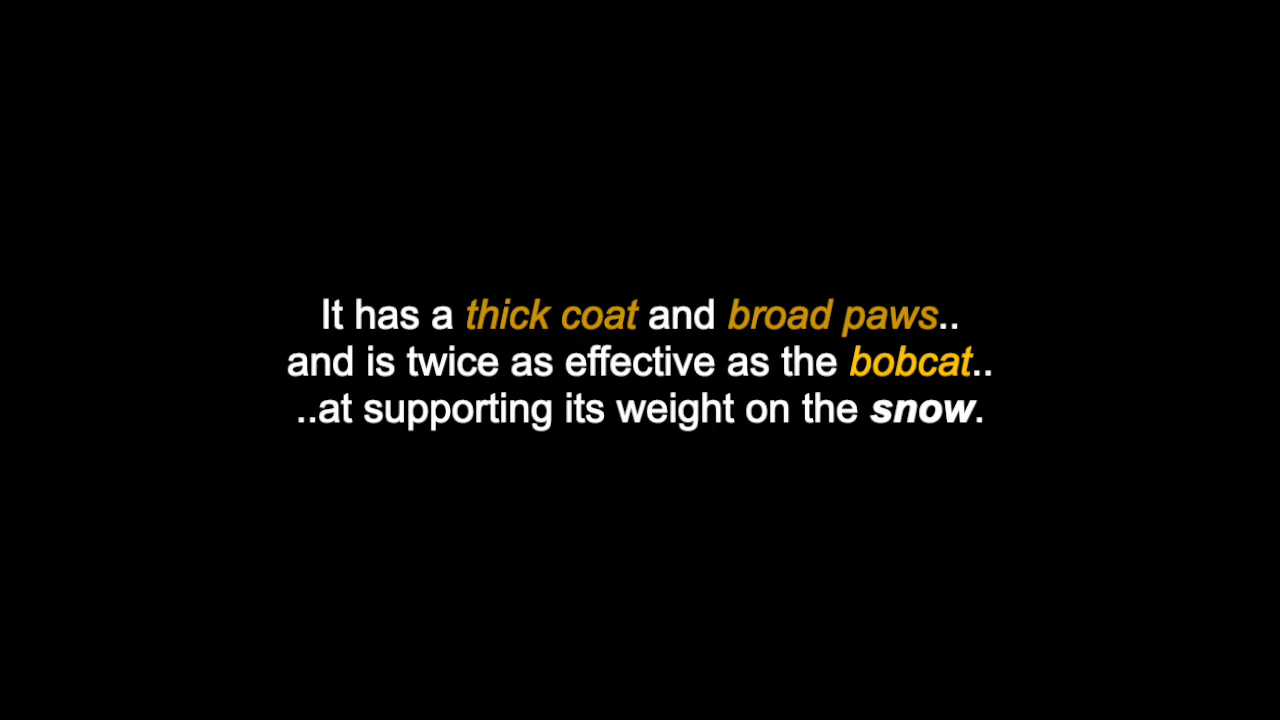 It has a thick coat and broad paws..
and is twice as effective as the bobcat..
..at supporting its weight on the snow.